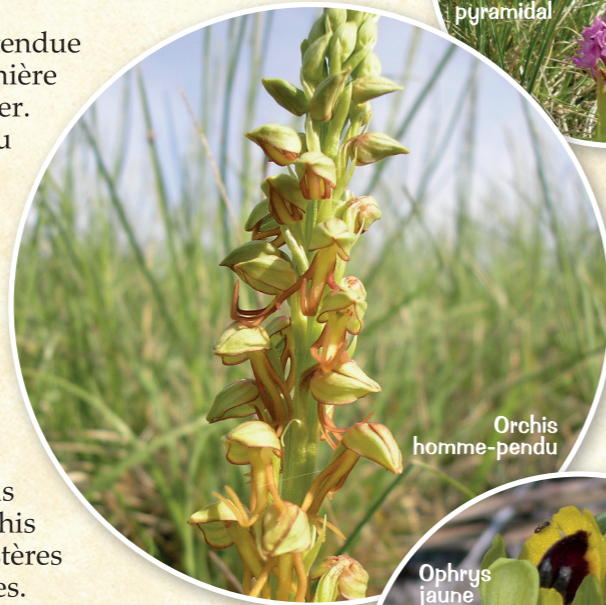 pyramidal
endue
nière
er.
u
Orchis
homme-pendu
s
his
tères
es.
Ophrys
jaune